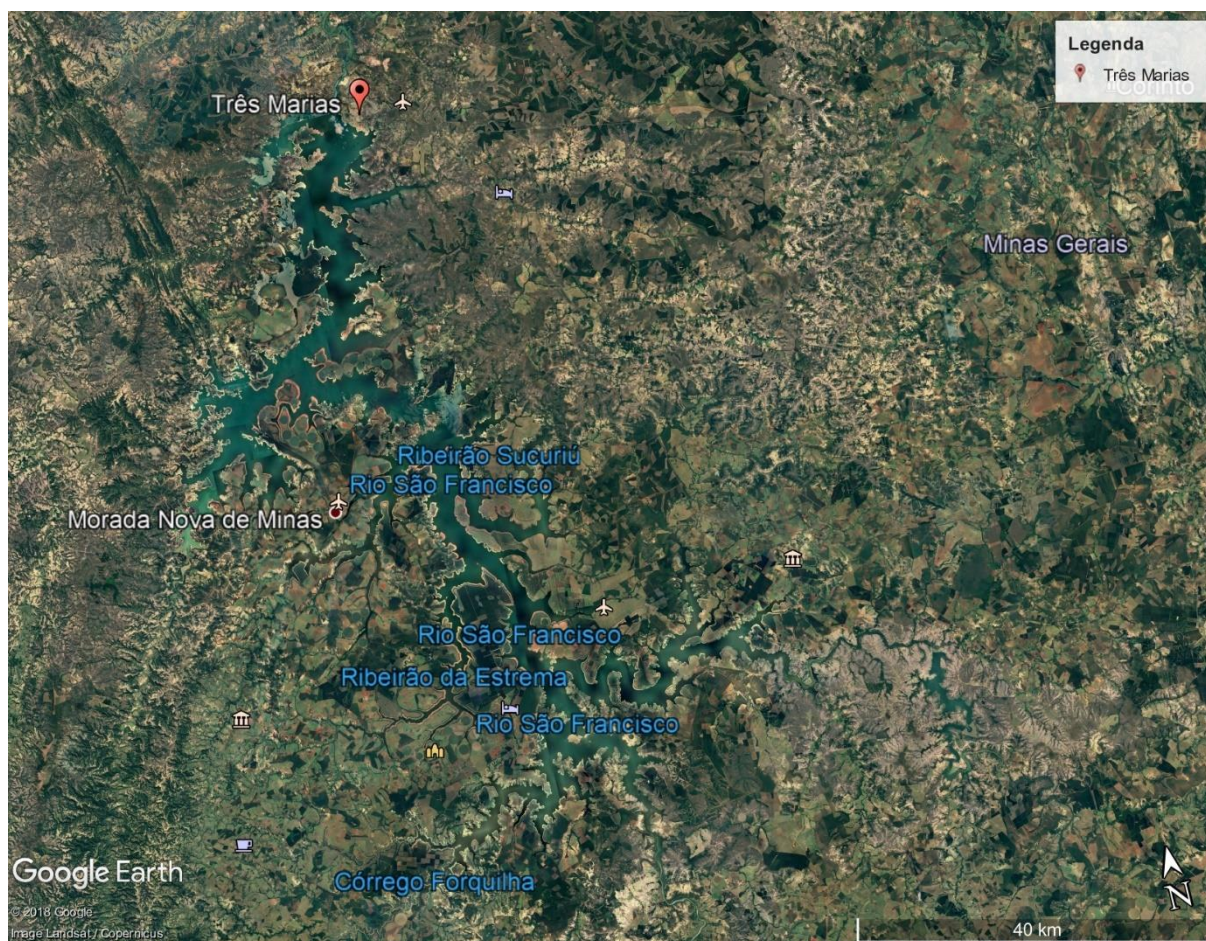 Legenda
Três Marias
Corinto
Três Marias
Minas Gerais
Ribeirão Sucuriú
Rio São Francisco
Morada Nova de Minas
Rio São Francisco
Ribeirão da Estrema
Rio São Francisco
Google Earth
Córrego Forquilha
© 2018 Google
Image Landsat / Copernicus
40 km
N